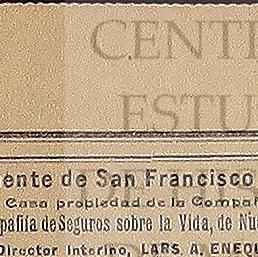 CENT
ESTU
ente de San Francisco
Casa propiedad de la Compañ
pañía de Seguros sobre la Vida, de Nu
Director Interino, LARS A. ENEQU